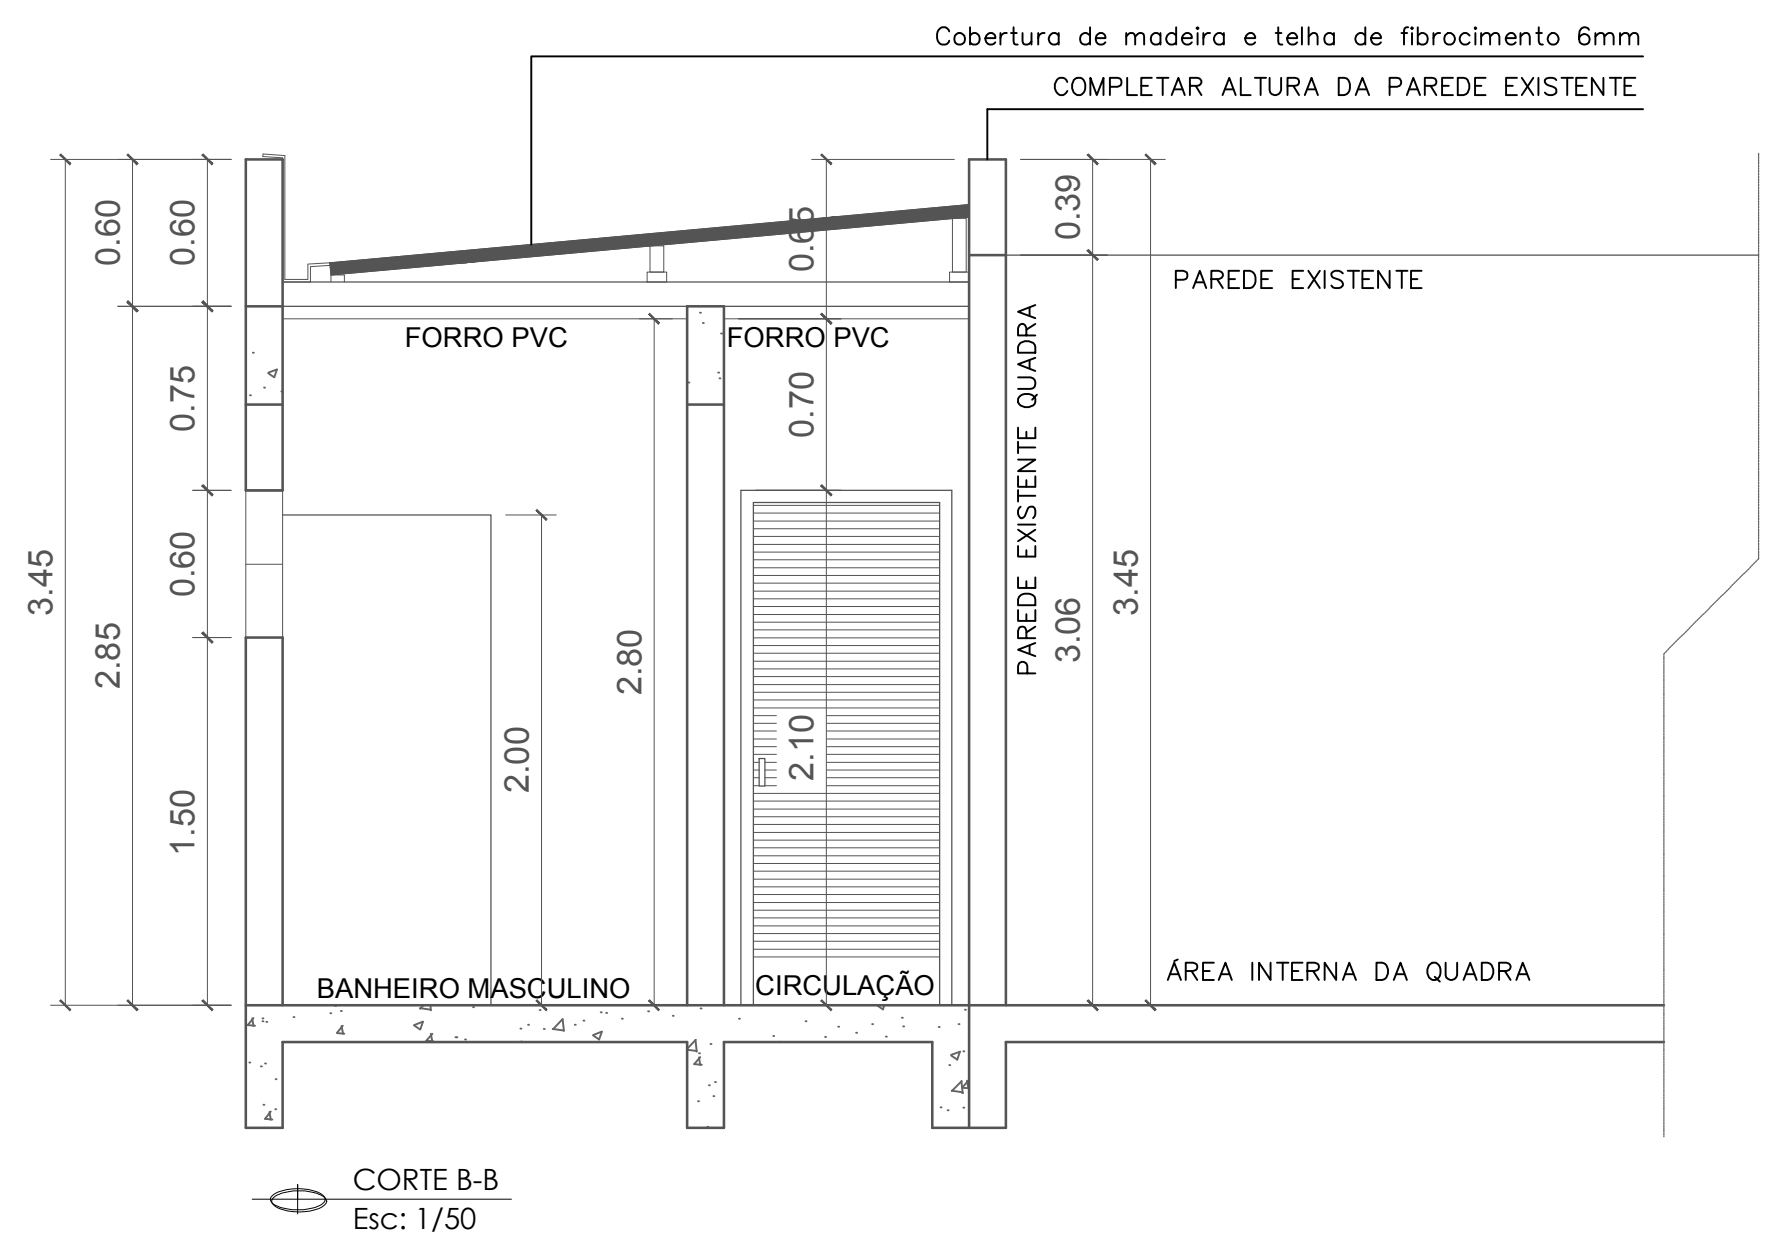 Cobertura de madeira e telha de fibrocimento 6mm
COMPLETAR ALTURA DA PAREDE EXISTENTE
0.60
0.60
0.65
0.39
PAREDE EXISTENTE
FORRO PVC
FORRO PVC
PAREDE EXISTENTE QUADRA
0.75
0.70
3.45
0.60
3.45
2.85
2.80
3.06
2.00
2.10
1.50
BANHEIRO MASCULINO
CIRCULAÇÃO
ÁREA INTERNA DA QUADRA
CORTE B-B
Esc: 1/50